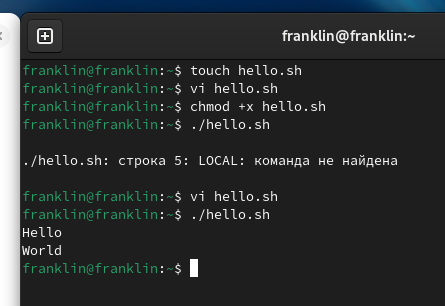 franklin@franklin:~
franklin@franklin:~$ touch hello.sh
franklin@franklin:~$ vi hello.sh
franklin@franklin:~$ chmod +x hello.sh
franklin@franklin:~$ ./hello.sh
./hello.sh: строка 5: LOCAL: команда не найдена
franklin@franklin:~$ vi hello.sh
franklin@franklin:~$ ./hello.sh
Hello
World
franklin@franklin:~$